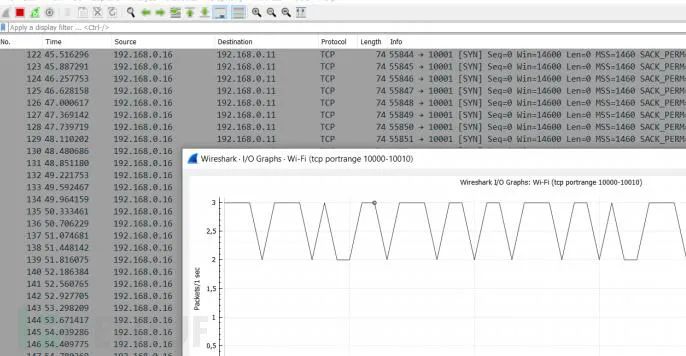 Apply a display filter ... <Ctrl-/>
No. Time Source Destination Protocol Length Info
122 45.516296 192.168.0.16 192.168.0.11 TCP 74 55844 → 10001 [SYN] Seq=0 Win=14600 Len=0 MSS=1460 SACK_PERM=
123 45.887291 192.168.0.16 192.168.0.11 TCP 74 55845 → 10001 [SYN] Seq=0 Win=14600 Len=0 MSS=1460 SACK_PERM=
124 46.257753 192.168.0.16 192.168.0.11 TCP 74 55846 → 10001 [SYN] Seq=0 Win=14600 Len=0 MSS=1460 SACK_PERM=
125 46.628158 192.168.0.16 192.168.0.11 TCP 74 55847 → 10001 [SYN] Seq=0 Win=14600 Len=0 MSS=1460 SACK_PERM=
126 47.000617 192.168.0.16 192.168.0.11 TCP 74 55848 → 10001 [SYN] Seq=0 Win=14600 Len=0 MSS=1460 SACK_PERM=
127 47.369142 192.168.0.16 192.168.0.11 TCP 74 55849 → 10001 [SYN] Seq=0 Win=14600 Len=0 MSS=1460 SACK_PERM=
128 47.739719 192.168.0.16 192.168.0.11 TCP 74 55850 → 10001 [SYN] Seq=0 Win=14600 Len=0 MSS=1460 SACK_PERM=
129 48.110202 192.168.0.16 192.168.0.11 TCP 74 55851 → 10001 [SYN] Seq=0 Win=14600 Len=0 MSS=1460 SACK_PERM=
130 48.480686 192.168.0.16
131 48.851180 192.168.0.16
132 49.221753 192.168.0.16
133 49.592467 192.168.0.16
134 49.964159 192.168.0.16
135 50.333461 192.168.0.16
136 50.706229 192.168.0.16
137 51.074681 192.168.0.16
138 51.448142 192.168.0.16
139 51.816075 192.168.0.16
140 52.186384 192.168.0.16
141 52.560765 192.168.0.16
142 52.927705 192.168.0.16
143 53.298209 192.168.0.16
144 53.671417 192.168.0.16
145 54.039286 192.168.0.16
146 54.409775 192.168.0.16
147 54.780269 192.168.0.16
Wireshark · I/O Graphs · Wi-Fi (tcp portrange 10000-10010)
Wireshark I/O Graphs: Wi-Fi (tcp portrange 10000-10010)
3
2,5
2
1,5
1
0,5
Packets/1 sec